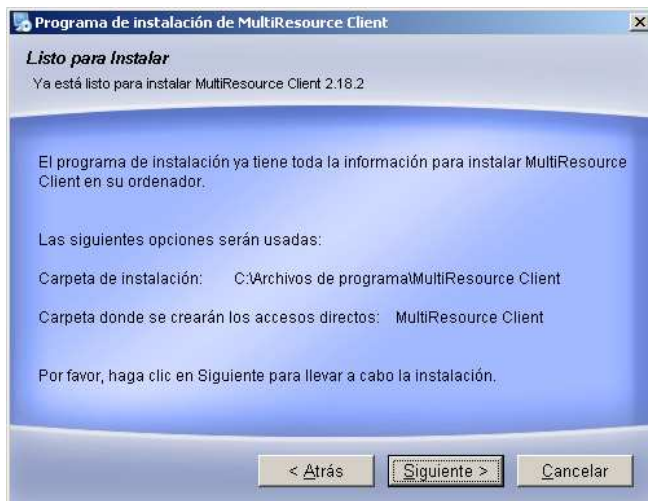 Programa de instalación de MultiResource Client
Listo para Instalar
Ya está listo para instalar MultiResource Client 2.18.2
El programa de instalación ya tiene toda la información para instalar MultiResource
Client en su ordenador.
Las siguientes opciones serán usadas:
Carpeta de instalación: C:\Archivos de programa\MultiResource Client
Carpeta donde se crearán los accesos directos: MultiResource Client
Por favor, haga clic en Siguiente para llevar a cabo la instalación.
< Atrás Siguiente > Cancelar